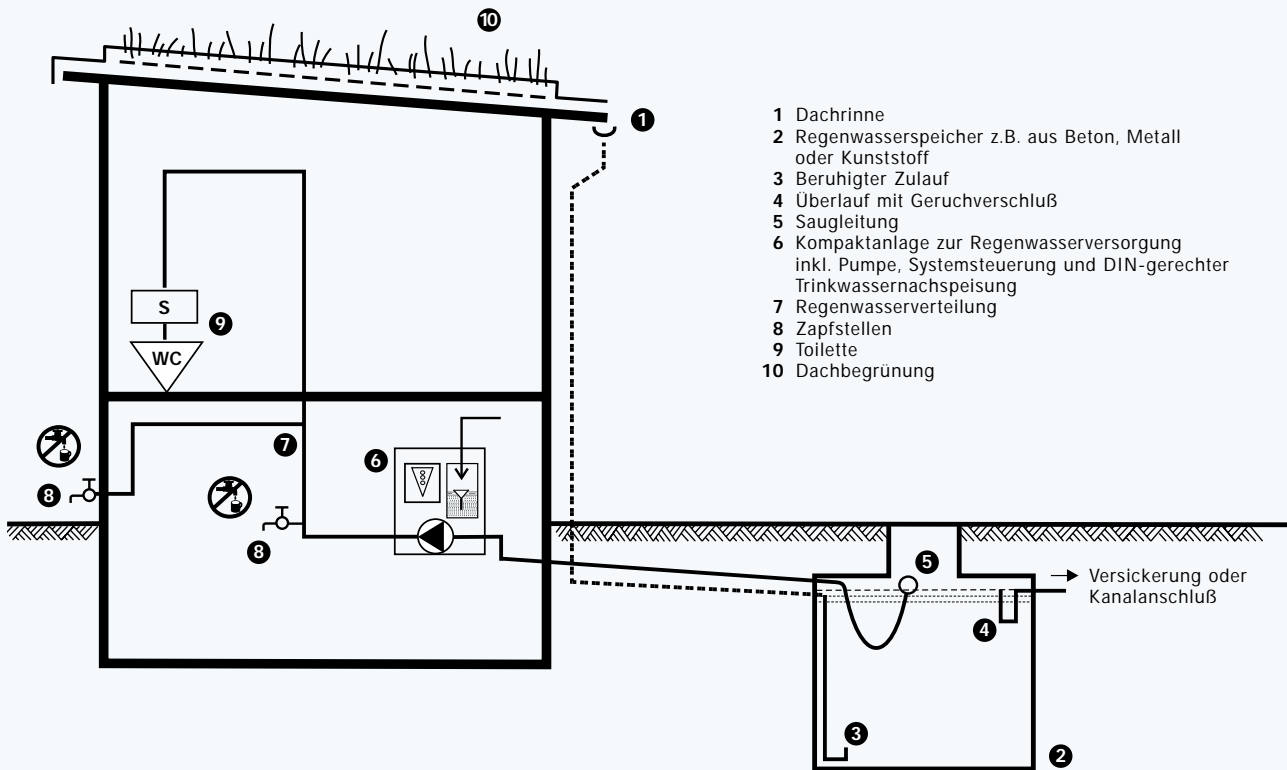 10
1
1 Dachrinne
2 Regenwasserspeicher z.B. aus Beton, Metall
oder Kunststoff
3 Beruhigter Zulauf
4 Überlauf mit Geruchverschluß
5 Saugleitung
6 Kompaktanlage zur Regenwasserversorgung
inkl. Pumpe, Systemsteuerung und DIN-gerechter
Trinkwassernachspeisung
7 Regenwasserverteilung
8 Zapfstellen
9 Toilette
10 Dachbegrünung
S
9
WC
7
6
8
8
5
Versickerung oder
Kanalanschluß
4
3
2